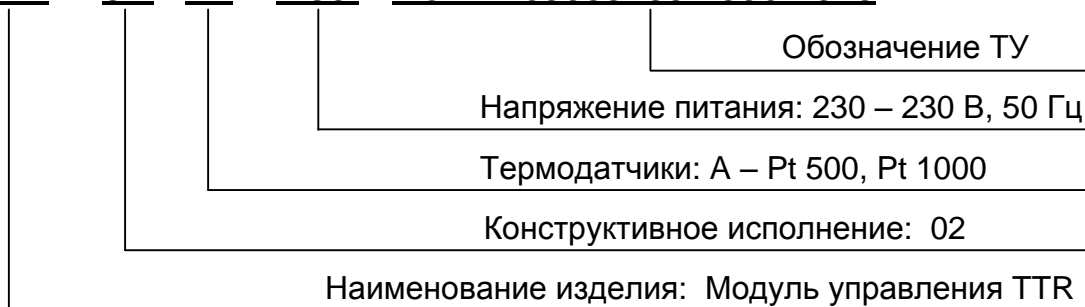 Обозначение ТУ
Напряжение питания: 230 – 230 В, 50 Гц
Термодатчики: А – Pt 500, Pt 1000
Конструктивное исполнение: 02
Наименование изделия: Модуль управления TTR